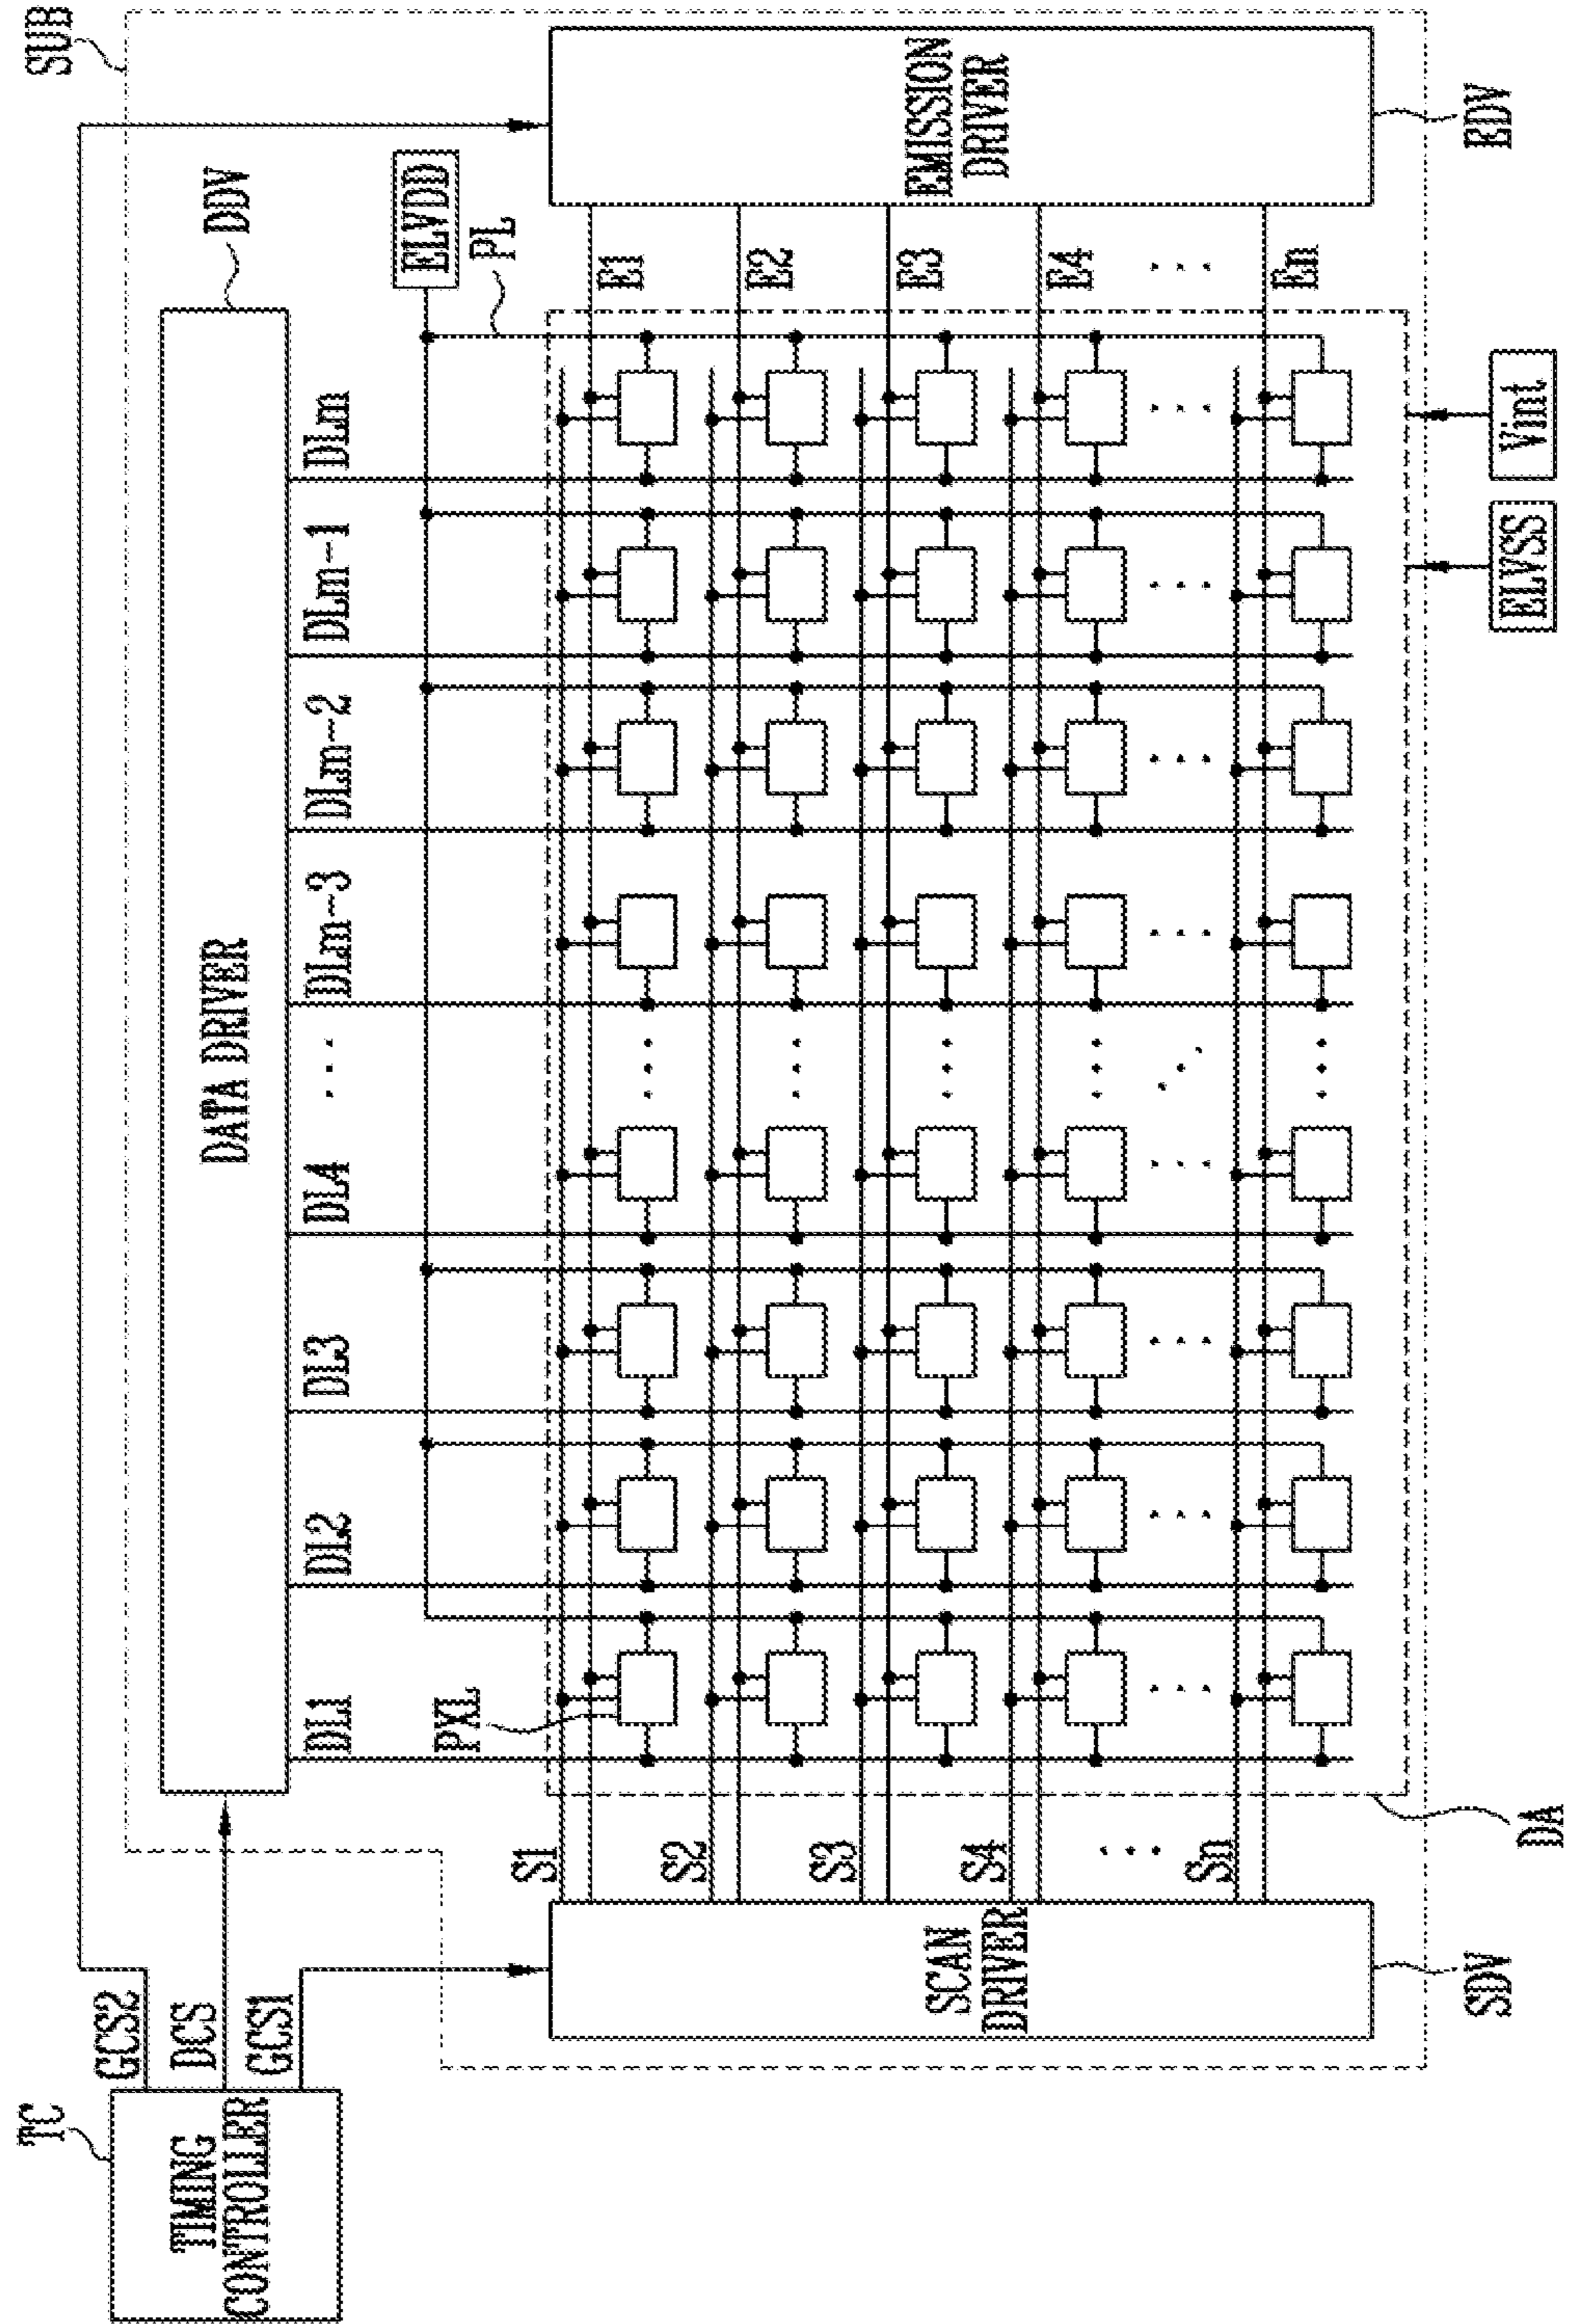 SUB
TC
TIMING
CONTROLLER
GCS2
DCS
GCS1
DATA DRIVER
DDV
ELVDD
PL
DL1
DL2
DL3
DL4
...
DLm-3
DLm-2
DLm-1
DLm
PXL
S1
S2
S3
S4
...
Sn
E1
E2
E3
E4
...
En
SCAN
DRIVER
SDV
EMISSION
DRIVER
EDV
DA
ELVSS
Vint